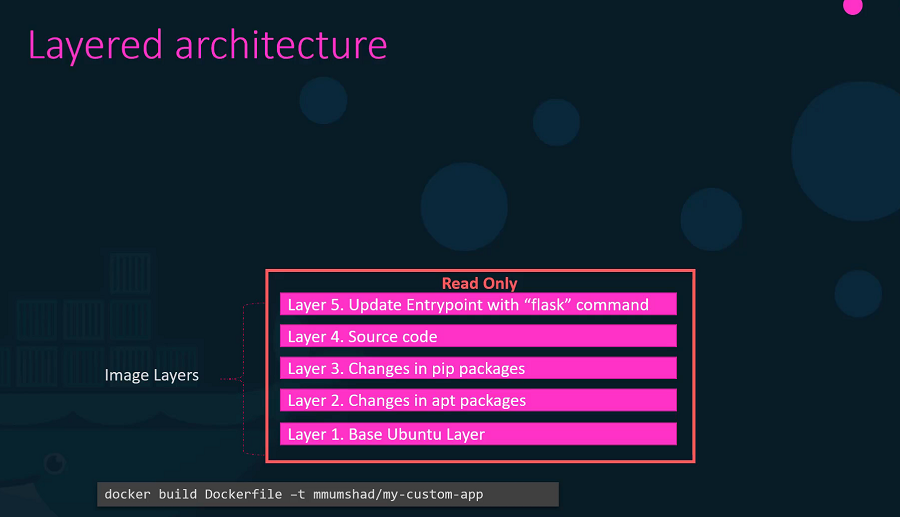 Layered architecture
Read Only
Layer 5. Update Entrypoint with “flask” command
Layer 4. Source code
Layer 3. Changes in pip packages
Image Layers
Layer 2. Changes in apt packages
Layer 1. Base Ubuntu Layer
docker build Dockerfile –t mmumshad/my-custom-app